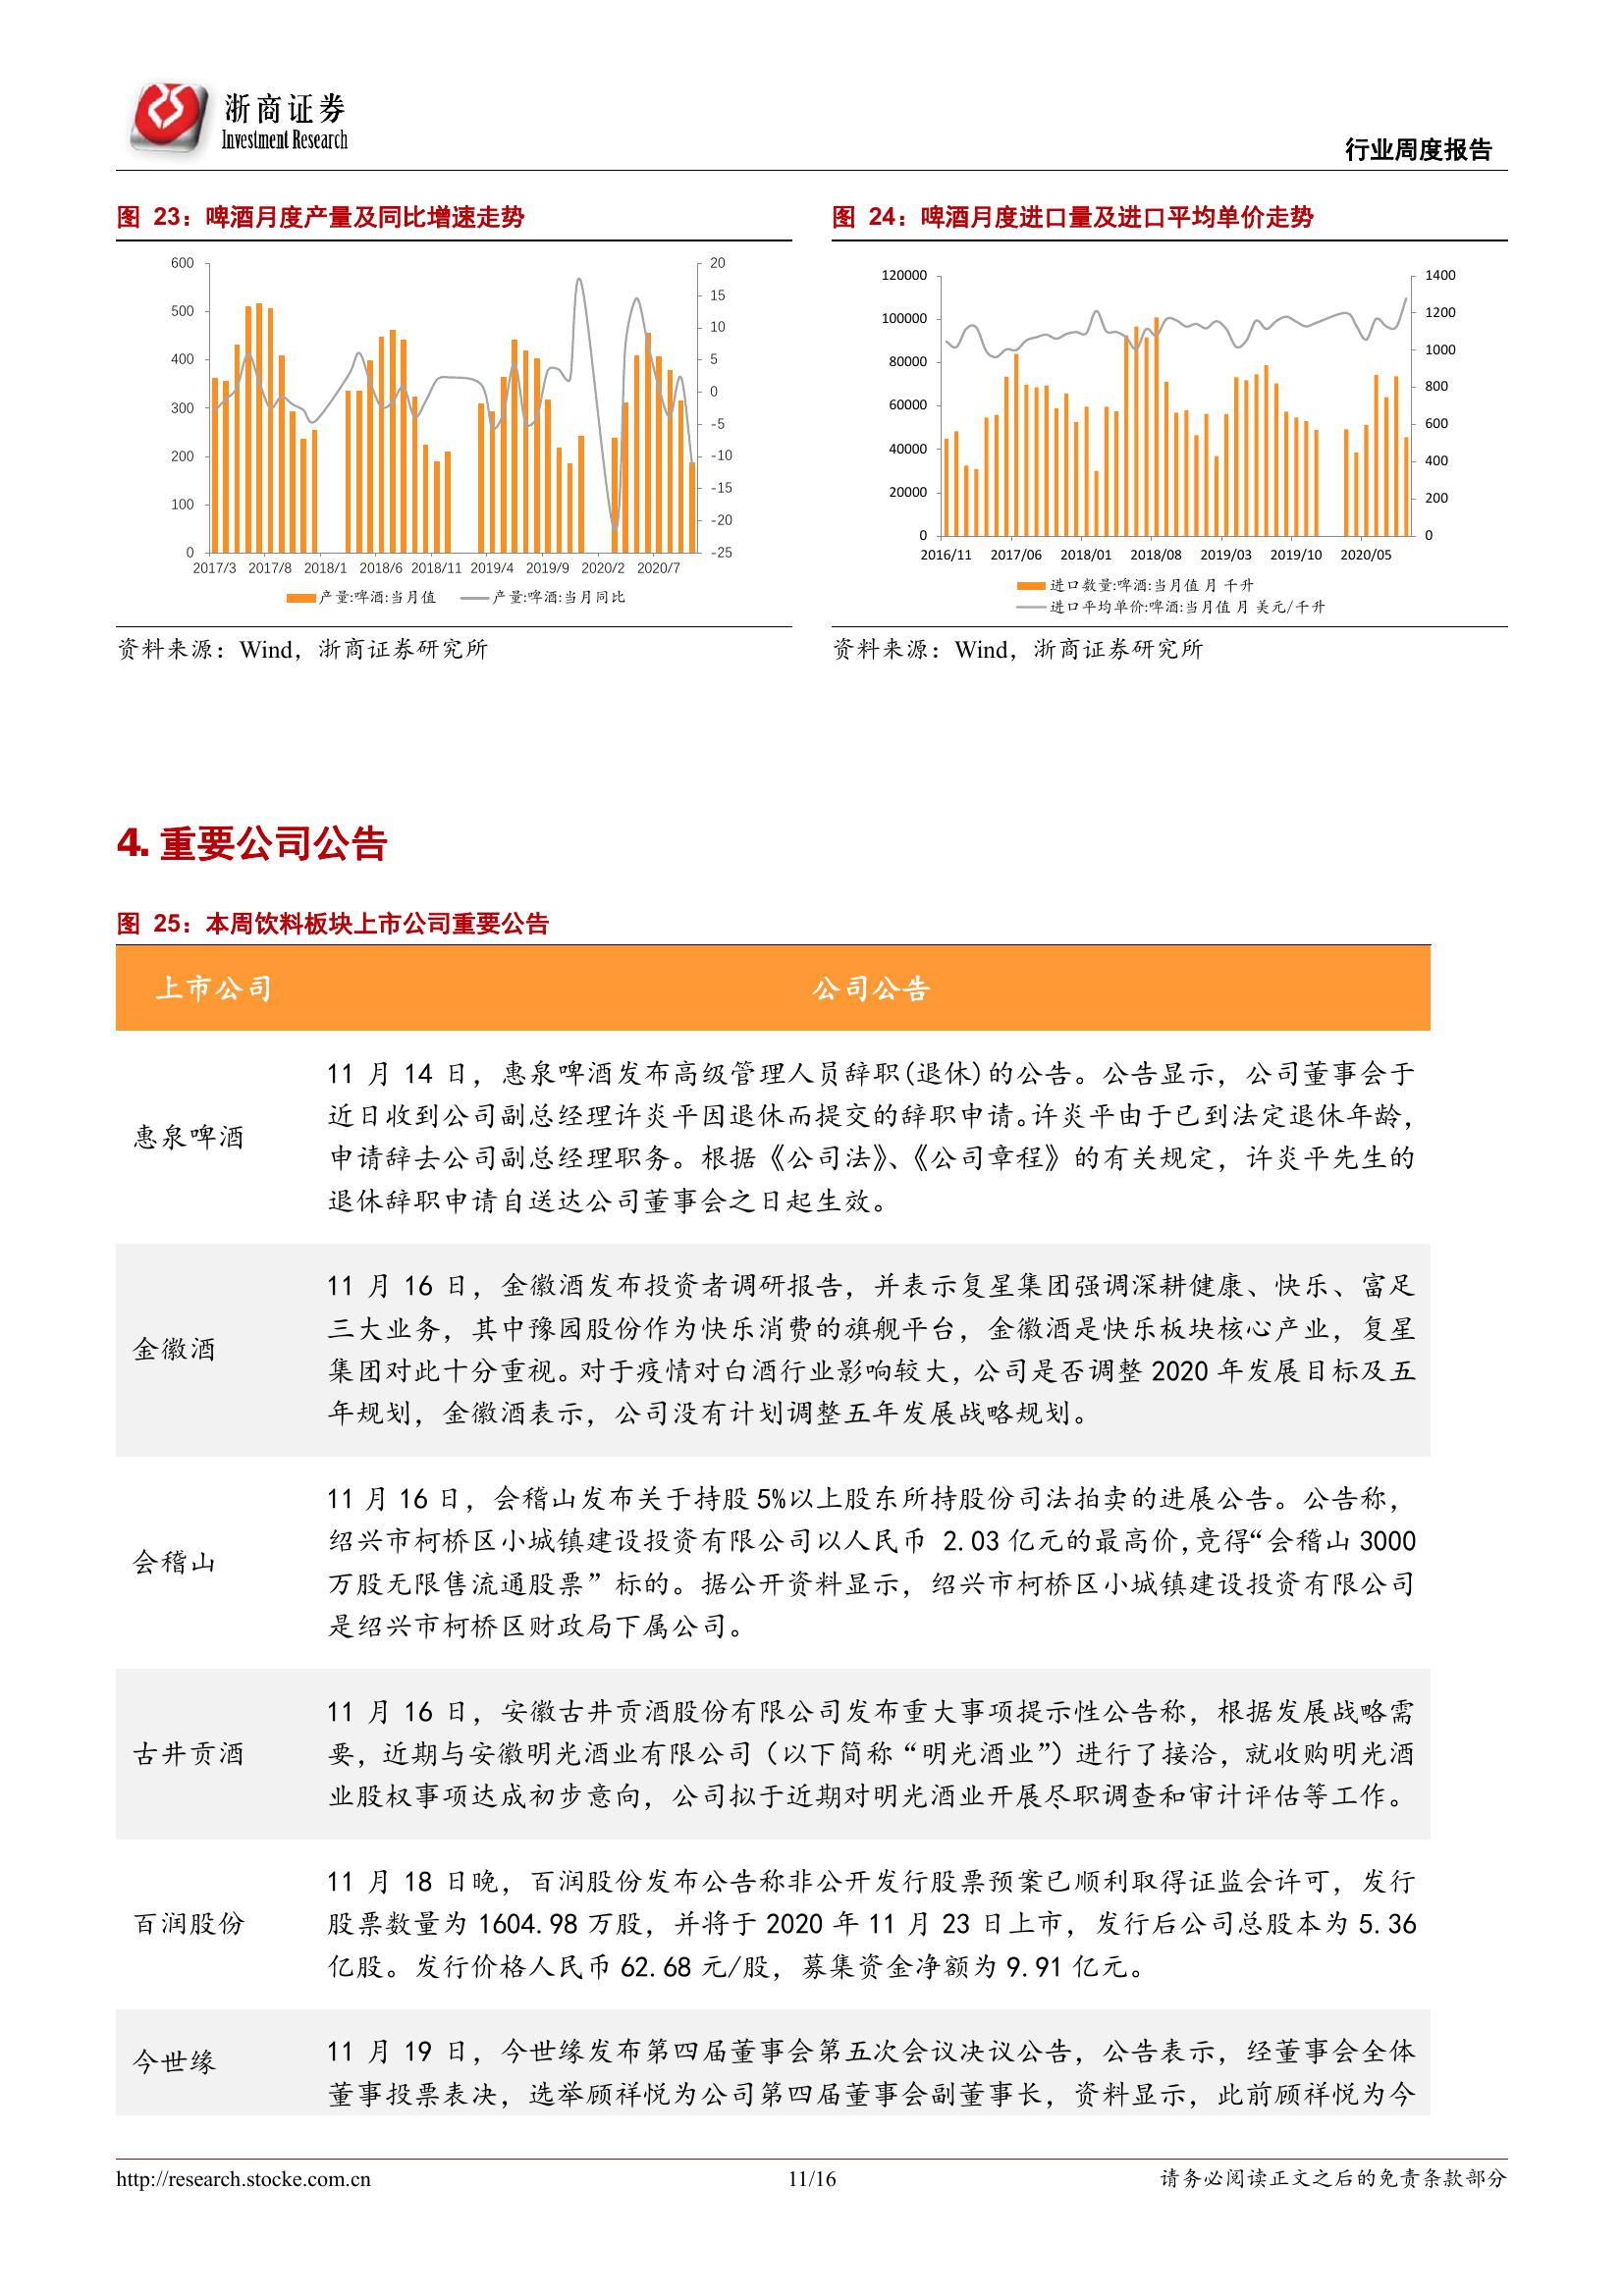 浙商证券
Investment Research
行业周度报告
图 23：啤酒月度产量及同比增速走势
600
500
400
300
200
100
0
20
15
10
5
0
-5
-10
-15
-20
-25
2017/3 2017/8 2018/1 2018/6 2018/11 2019/4 2019/9 2020/2 2020/7
产量:啤酒:当月值 产量:啤酒:当月同比
资料来源：Wind，浙商证券研究所
图 24：啤酒月度进口量及进口平均单价走势
120000
100000
80000
60000
40000
20000
0
1400
1200
1000
800
600
400
200
0
2016/11 2017/06 2018/01 2018/08 2019/03 2019/10 2020/05
进口数量:啤酒:当月值 月 千升
进口平均单价:啤酒:当月值 月 美元/千升
资料来源：Wind，浙商证券研究所
4. 重要公司公告
图 25：本周饮料板块上市公司重要公告
上市公司 公司公告
惠泉啤酒
11 月 14 日，惠泉啤酒发布高级管理人员辞职(退休)的公告。公告显示，公司董事会于
近日收到公司副总经理许炎平因退休而提交的辞职申请。许炎平由于已到法定退休年龄，
申请辞去公司副总经理职务。根据《公司法》、《公司章程》的有关规定，许炎平先生的
退休辞职申请自送达公司董事会之日起生效。
金徽酒
11 月 16 日，金徽酒发布投资者调研报告，并表示复星集团强调深耕健康、快乐、富足
三大业务，其中豫园股份作为快乐消费的旗舰平台，金徽酒是快乐板块核心产业，复星
集团对此十分重视。对于疫情对白酒行业影响较大，公司是否调整 2020 年发展目标及五
年规划，金徽酒表示，公司没有计划调整五年发展战略规划。
会稽山
11 月 16 日，会稽山发布关于持股 5%以上股东所持股份司法拍卖的进展公告。公告称，
绍兴市柯桥区小城镇建设投资有限公司以人民币 2.03 亿元的最高价，竞得“会稽山 3000
万股无限售流通股票”标的。据公开资料显示，绍兴市柯桥区小城镇建设投资有限公司
是绍兴市柯桥区财政局下属公司。
古井贡酒
11 月 16 日，安徽古井贡酒股份有限公司发布重大事项提示性公告称，根据发展战略需
要，近期与安徽明光酒业有限公司（以下简称“明光酒业”）进行了接洽，就收购明光酒
业股权事项达成初步意向，公司拟于近期对明光酒业开展尽职调查和审计评估等工作。
百润股份
11 月 18 日晚，百润股份发布公告称非公开发行股票预案已顺利取得证监会许可，发行
股票数量为 1604.98 万股，并将于 2020 年 11 月 23 日上市，发行后公司总股本为 5.36
亿股。发行价格人民币 62.68 元/股，募集资金净额为 9.91 亿元。
今世缘
11 月 19 日，今世缘发布第四届董事会第五次会议决议公告，公告表示，经董事会全体
董事投票表决，选举顾祥悦为公司第四届董事会副董事长，资料显示，此前顾祥悦为今
http://research.stocke.com.cn 11/16 请务必阅读正文之后的免责条款部分